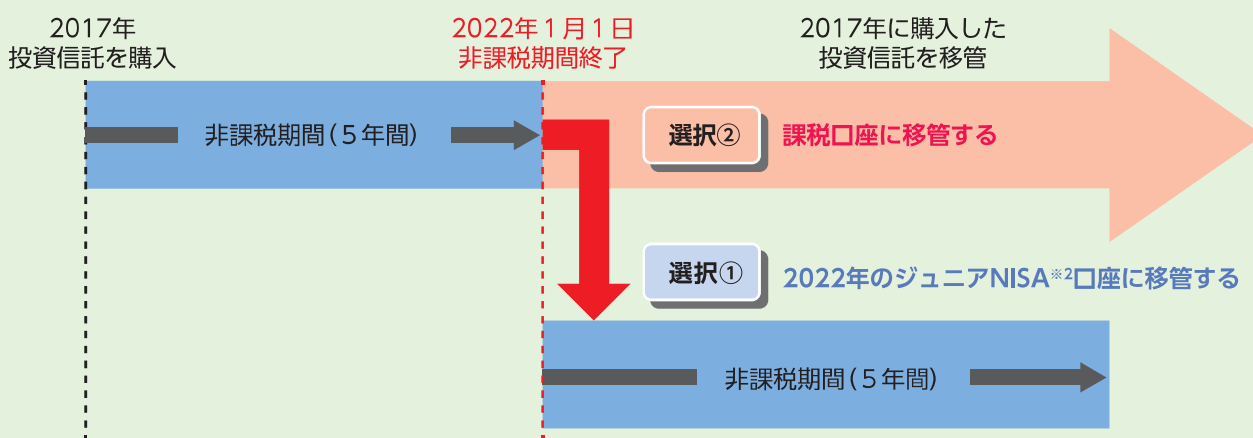 2017年
投資信託を購入
2022年1月1日
非課税期間終了
2017年に購入した
投資信託を移管
非課税期間(5年間)
選択②
課税口座に移管する
選択①
2022年のジュニアNISA※2口座に移管する
非課税期間(5年間)